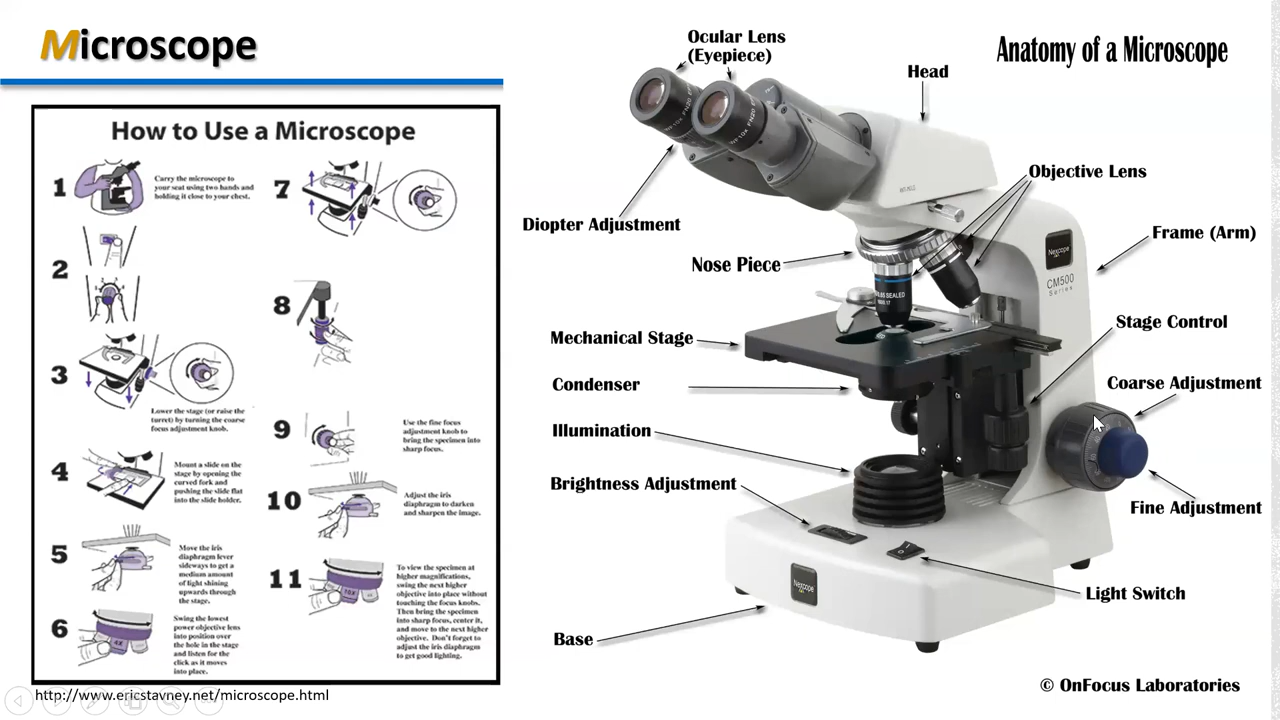 Microscope
How to Use a Microscope
1
Carry the microscope to
your seat using two hands and
holding it close to your chest.
2
3
Lower the stage (or raise the
turret) by turning the coarse
focus adjustment knob.
4
Mount a slide on the
stage by opening the
curved fork and
pushing the slide flat
into the slide holder.
5
Move the iris
diaphragm lever
sideways to get a
medium amount
of light shining
upwards through
the stage.
6
4X
Swing the lowest
power objective lens
into position over
the hole in the stage
and listen for the
click as it moves
into place.
7
8
9
Use the fine focus
adjustment knob to
bring the specimen into
sharp focus.
10
Adjust the iris
diaphragm to darken
and sharpen the image.
11
10X
To view the specimen at
higher magnifications,
swing the next higher
objective into place without
touching the focus knobs.
Then bring the specimen
into sharp focus, center it,
and move to the next higher
objective. Don't forget to
adjust the iris diaphragm
to get good lighting.
http://www.ericstavney.net/microscope.html
Anatomy of a Microscope
Ocular Lens
(Eyepiece)
Head
Objective Lens
Diopter Adjustment
Frame (Arm)
Nose Piece
Nexcope
CM500
Series
Stage Control
Mechanical Stage
Condenser
Coarse Adjustment
Illumination
Brightness Adjustment
Fine Adjustment
Nexcope
Light Switch
Base
© OnFocus Laboratories